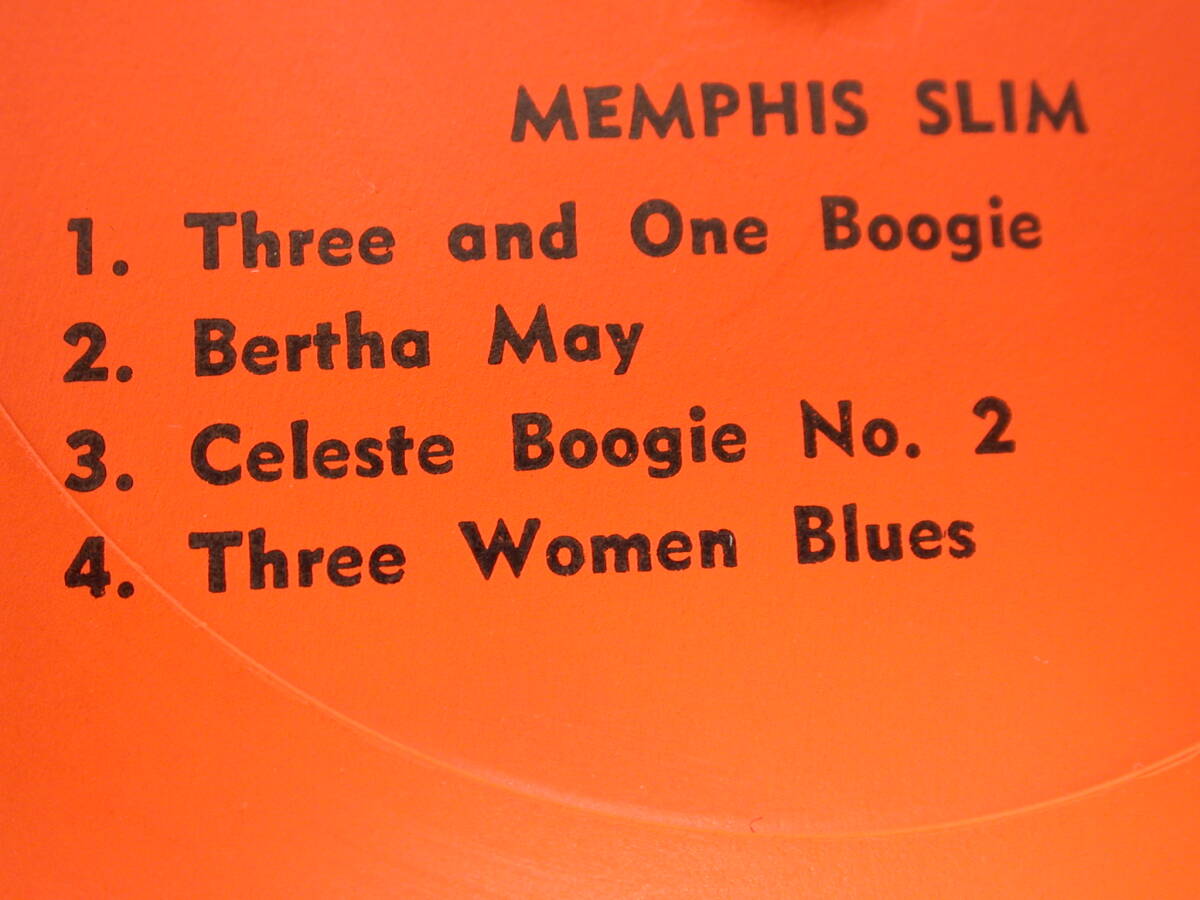 MEMPHIS SLIM
1. Three and One Boogie
2. Bertha May
3. Celeste Boogie No. 2
4. Three Women Blues